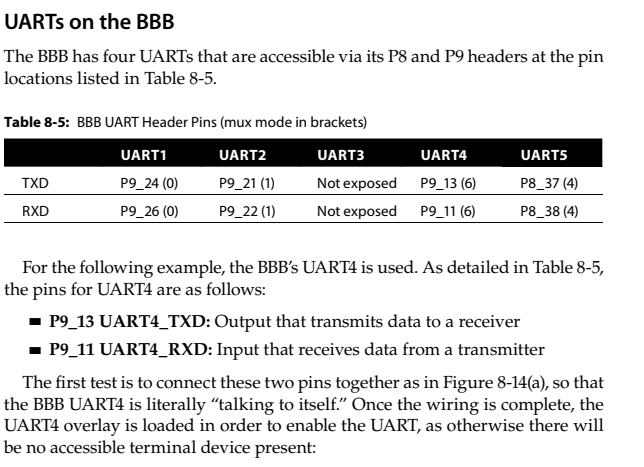 UARTs on the BBB
The BBB has four UARTs that are accessible via its P8 and P9 headers at the pin
locations listed in Table 8-5.
Table 8-5: BBB UART Header Pins (mux mode in brackets)
UART1 UART2 UART3 UART4 UART5
TXD P9_24 (0) P9_21 (1) Not exposed P9_13 (6) P8_37 (4)
RXD P9_26 (0) P9_22 (1) Not exposed P9_11 (6) P8_38 (4)
For the following example, the BBB's UART4 is used. As detailed in Table 8-5,
the pins for UART4 are as follows:
■ P9_13 UART4_TXD: Output that transmits data to a receiver
■ P9_11 UART4_RXD: Input that receives data from a transmitter
The first test is to connect these two pins together as in Figure 8-14(a), so that
the BBB UART4 is literally “talking to itself.” Once the wiring is complete, the
UART4 overlay is loaded in order to enable the UART, as otherwise there will
be no accessible terminal device present: